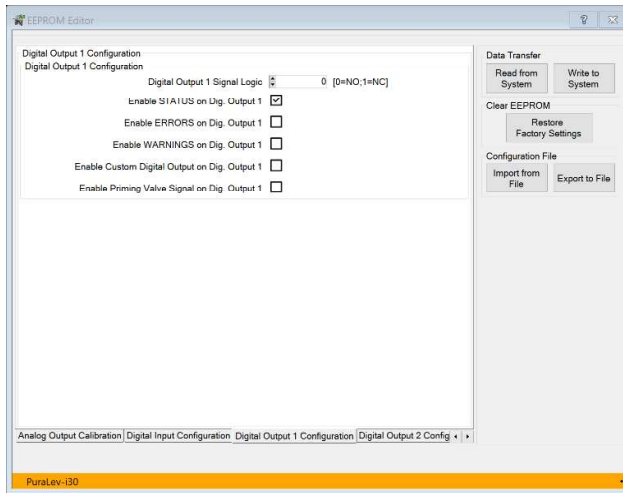 EEPROM Editor
Digital Output 1 Configuration
Digital Output 1 Configuration
Digital Output 1 Signal Logic 0 [0=NO;1=NC]
Enable STATUS on Dig. Output 1
Enable ERRORS on Dig. Output 1
Enable WARNINGS on Dig. Output 1
Enable Custom Digital Output on Dig. Output 1
Enable Priming Valve Signal on Dig. Output 1
Data Transfer
Read from System
Write to System
Clear EEPROM
Restore Factory Settings
Configuration File
Import from File
Export to File
Analog Output Calibration Digital Input Configuration Digital Output 1 Configuration Digital Output 2 Config
PuraLev-i30